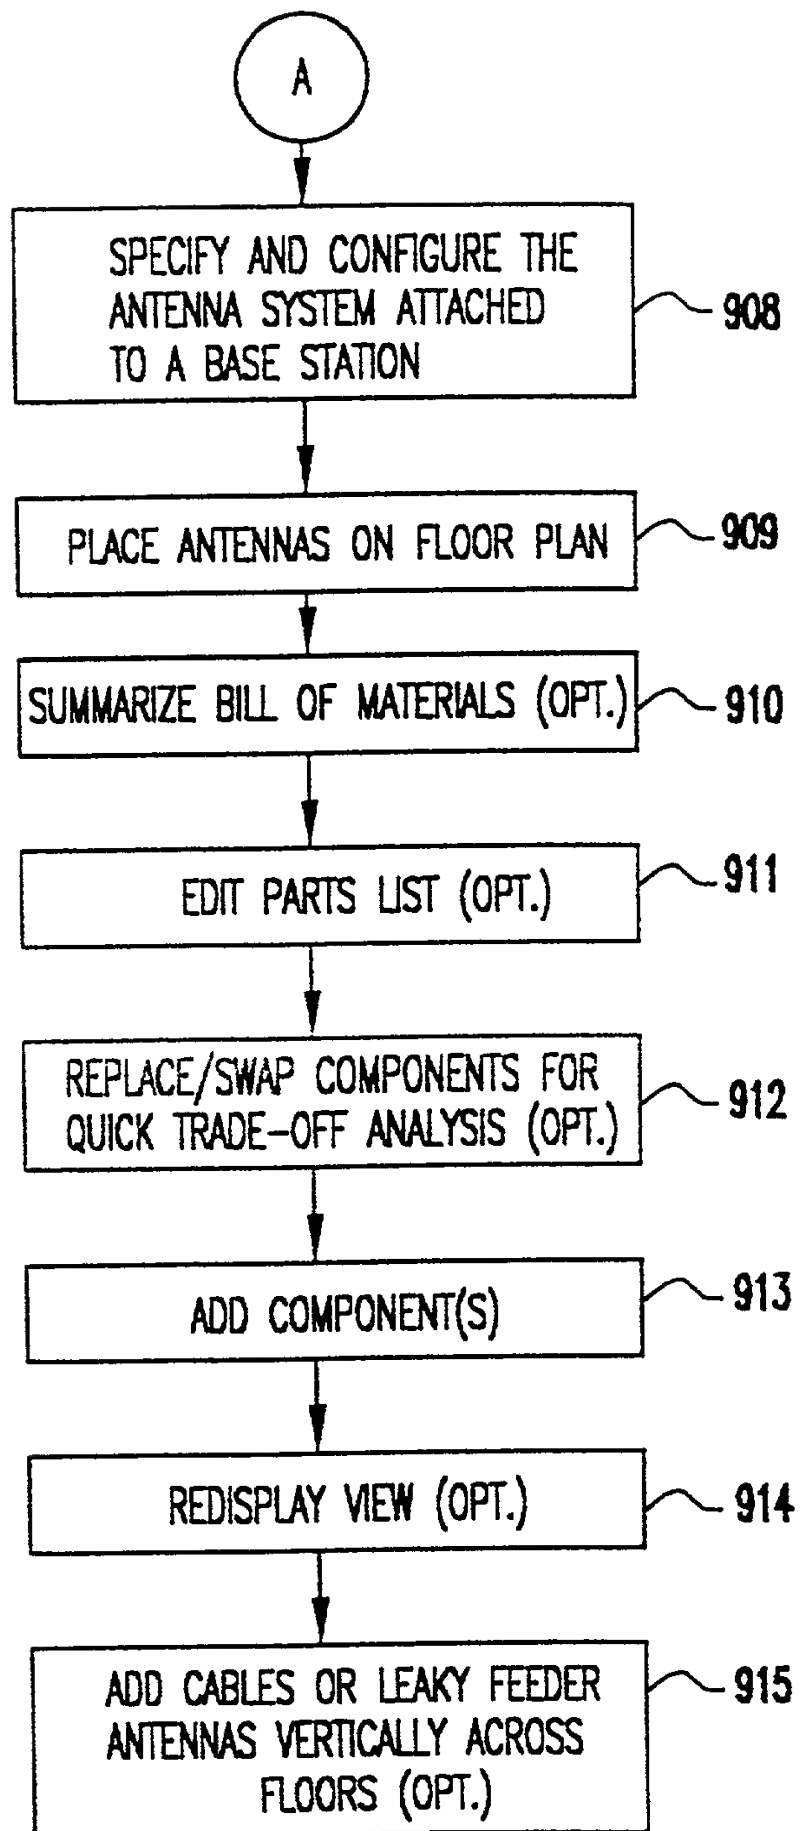 A
SPECIFY AND CONFIGURE THE
ANTENNA SYSTEM ATTACHED
TO A BASE STATION
908
PLACE ANTENNAS ON FLOOR PLAN
909
SUMMARIZE BILL OF MATERIALS (OPT.)
910
EDIT PARTS LIST (OPT.)
911
REPLACE/SWAP COMPONENTS FOR
QUICK TRADE-OFF ANALYSIS (OPT.)
912
ADD COMPONENT(S)
913
REDISPLAY VIEW (OPT.)
914
ADD CABLES OR LEAKY FEEDER
ANTENNAS VERTICALLY ACROSS
FLOORS (OPT.)
915